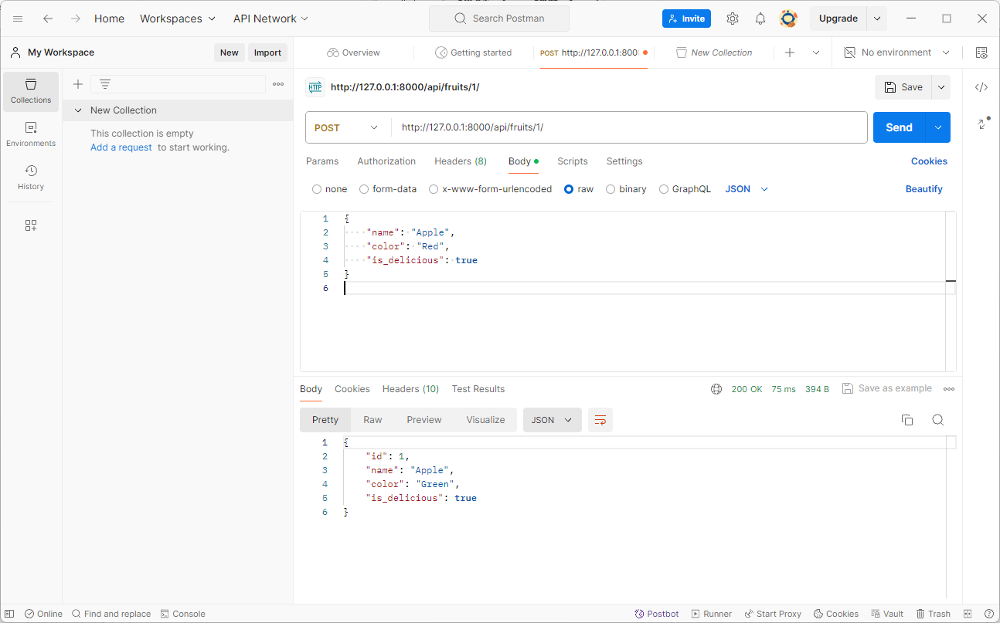 Home Workspaces API Network Search Postman Invite Upgrade
My Workspace New Import Overview Getting started POST http://127.0.0.1:800 New Collection No environment
Collections
Environments
History
New Collection
This collection is empty
Add a request to start working.
HTTP http://127.0.0.1:8000/api/fruits/1/ Save
POST http://127.0.0.1:8000/api/fruits/1/ Send
Params Authorization Headers (8) Body Scripts Settings Cookies
none form-data x-www-form-urlencoded raw binary GraphQL JSON Beautify
1 {
2 "name": "Apple",
3 "color": "Red",
4 "is_delicious": true
5 }
6
Body Cookies Headers (10) Test Results 200 OK 75 ms 394 B Save as example
Pretty Raw Preview Visualize JSON
1 {
2 "id": 1,
3 "name": "Apple",
4 "color": "Green",
5 "is_delicious": true
6 }
Online Find and replace Console Postbot Runner Start Proxy Cookies Vault Trash